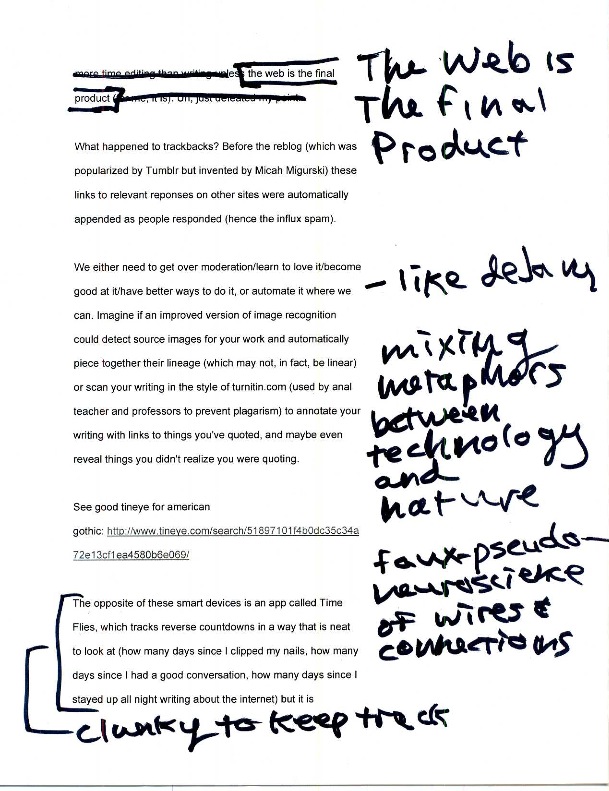 more time editing than writing unless the web is the final
product it is). Uh, just defeated my point.
What happened to trackbacks? Before the reblog (which was
popularized by Tumblr but invented by Micah Migurski) these
links to relevant reponses on other sites were automatically
appended as people responded (hence the influx spam).
We either need to get over moderation/learn to love it/become
good at it/have better ways to do it, or automate it where we
can. Imagine if an improved version of image recognition
could detect source images for your work and automatically
piece together their lineage (which may not, in fact, be linear)
or scan your writing in the style of turnitin.com (used by anal
teacher and professors to prevent plagarism) to annotate your
writing with links to things you've quoted, and maybe even
reveal things you didn't realize you were quoting.
See good tineye for american
gothic: http://www.tineye.com/search/51897101f4b0dc35c34a
72e13cf1ea4580b6e069/
The opposite of these smart devices is an app called Time
Flies, which tracks reverse countdowns in a way that is neat
to look at (how many days since I clipped my nails, how many
days since I had a good conversation, how many days since I
stayed up all night writing about the internet) but it is
clunky to keep track
The Web is
The Final
Product
- like deja vu
mixing
metaphors
between
technology
and
nature
faux-pseudo-
neuroscience
of wires &
connections